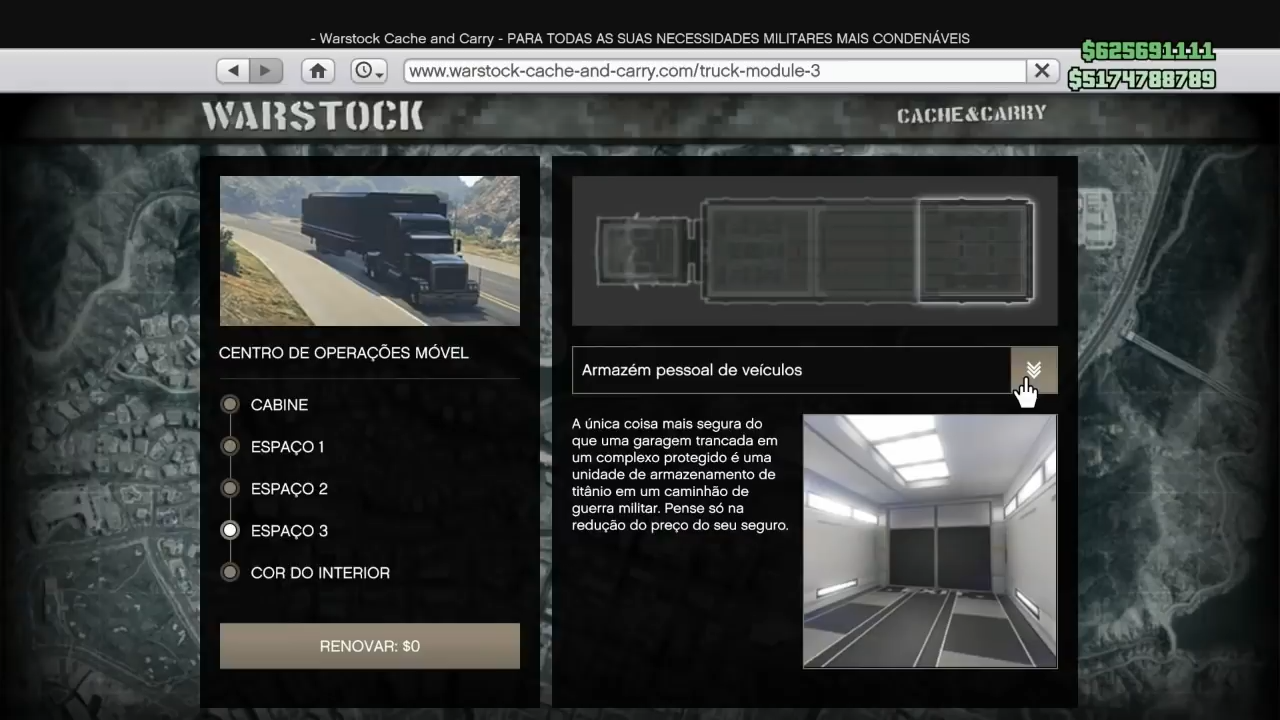 - Warstock Cache and Carry - PARA TODAS AS SUAS NECESSIDADES MILITARES MAIS CONDENÁVEIS
$625691111
www.warstock-cache-and-carry.com/truck-module-3
$5174788789
WARSTOCK
CACHE&CARRY
CENTRO DE OPERAÇÕES MÓVEL
CABINE
ESPAÇO 1
ESPAÇO 2
ESPAÇO 3
COR DO INTERIOR
RENOVAR: $0
Armazém pessoal de veículos
A única coisa mais segura do
que uma garagem trancada em
um complexo protegido é uma
unidade de armazenamento de
titânio em um caminhão de
guerra militar. Pense só na
redução do preço do seu seguro.